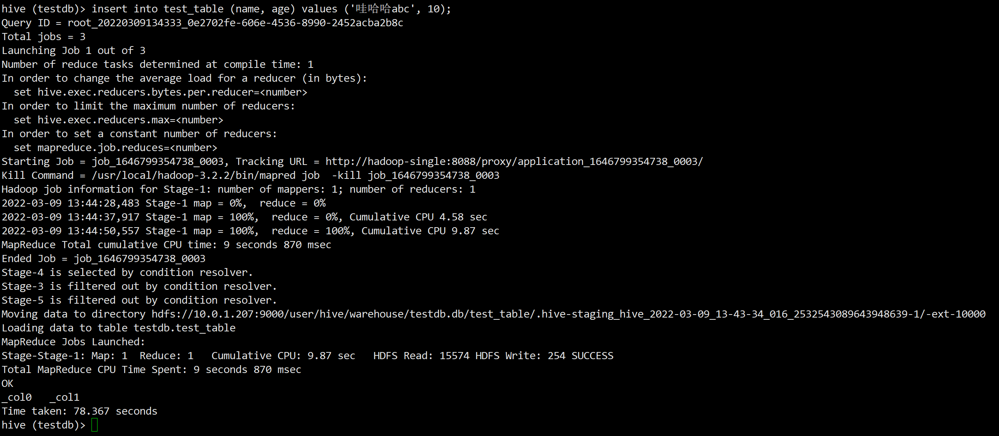 hive (testdb)> insert into test_table (name, age) values ('哇哈哈abc', 10);
Query ID = root_20220309134333_0e2702fe-606e-4536-8990-2452acba2b8c
Total jobs = 3
Launching Job 1 out of 3
Number of reduce tasks determined at compile time: 1
In order to change the average load for a reducer (in bytes):
  set hive.exec.reducers.bytes.per.reducer=<number>
In order to limit the maximum number of reducers:
  set hive.exec.reducers.max=<number>
In order to set a constant number of reducers:
  set mapreduce.job.reduces=<number>
Starting Job = job_1646799354738_0003, Tracking URL = http://hadoop-single:8088/proxy/application_1646799354738_0003/
Kill Command = /usr/local/hadoop-3.2.2/bin/mapred job  -kill job_1646799354738_0003
Hadoop job information for Stage-1: number of mappers: 1; number of reducers: 1
2022-03-09 13:44:28,483 Stage-1 map = 0%,  reduce = 0%
2022-03-09 13:44:37,917 Stage-1 map = 100%,  reduce = 0%, Cumulative CPU 4.58 sec
2022-03-09 13:44:50,557 Stage-1 map = 100%,  reduce = 100%, Cumulative CPU 9.87 sec
MapReduce Total cumulative CPU time: 9 seconds 870 msec
Ended Job = job_1646799354738_0003
Stage-4 is selected by condition resolver.
Stage-3 is filtered out by condition resolver.
Stage-5 is filtered out by condition resolver.
Moving data to directory hdfs://10.0.1.207:9000/user/hive/warehouse/testdb.db/test_table/.hive-staging_hive_2022-03-09_13-43-34_016_2532543089643948639-1/-ext-10000
Loading data to table testdb.test_table
MapReduce Jobs Launched:
Stage-Stage-1: Map: 1  Reduce: 1   Cumulative CPU: 9.87 sec   HDFS Read: 15574 HDFS Write: 254 SUCCESS
Total MapReduce CPU Time Spent: 9 seconds 870 msec
OK
_col0   _col1
Time taken: 78.367 seconds
hive (testdb)>